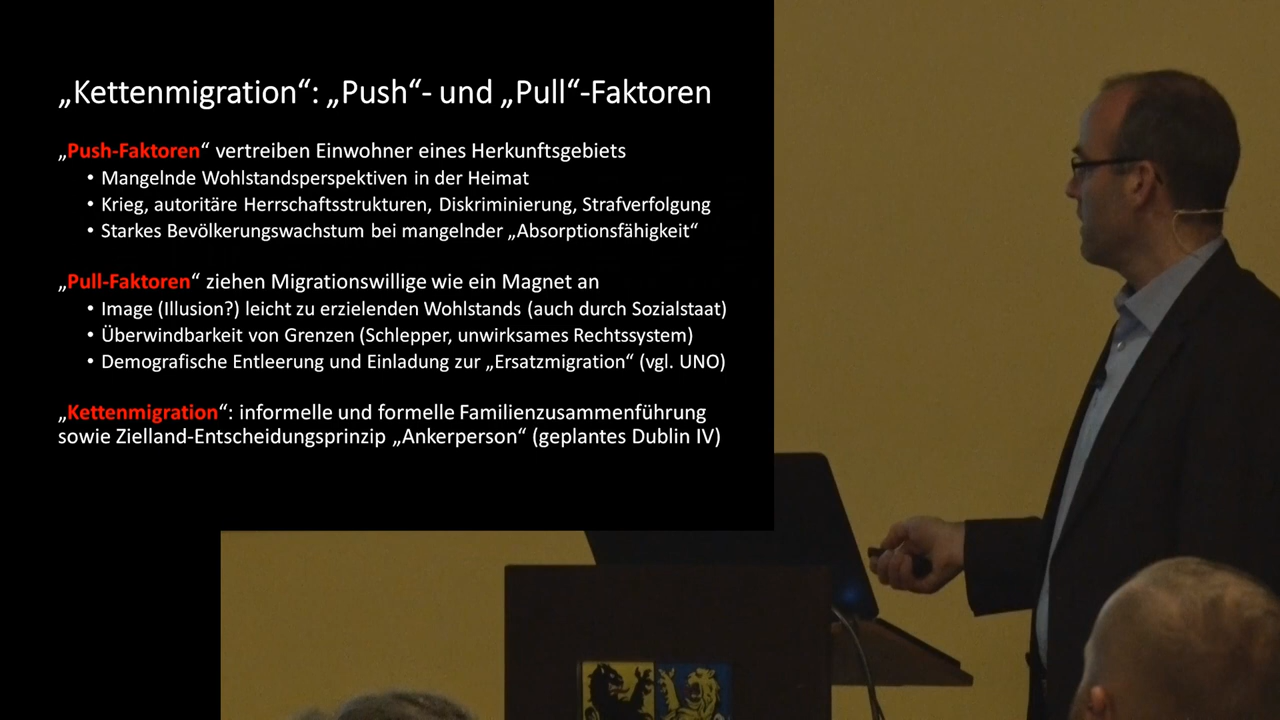 „Kettenmigration“: „Push“- und „Pull“-Faktoren
„Push-Faktoren“ vertreiben Einwohner eines Herkunftsgebiets
• Mangelnde Wohlstandsperspektiven in der Heimat
• Krieg, autoritäre Herrschaftsstrukturen, Diskriminierung, Strafverfolgung
• Starkes Bevölkerungswachstum bei mangelnder „Absorptionsfähigkeit“
„Pull-Faktoren“ ziehen Migrationswillige wie ein Magnet an
• Image (Illusion?) leicht zu erzielenden Wohlstands (auch durch Sozialstaat)
• Überwindbarkeit von Grenzen (Schlepper, unwirksames Rechtssystem)
• Demografische Entleerung und Einladung zur „Ersatzmigration“ (vgl. UNO)
„Kettenmigration“: informelle und formelle Familienzusammenführung
sowie Zielland-Entscheidungsprinzip „Ankerperson“ (geplantes Dublin IV)